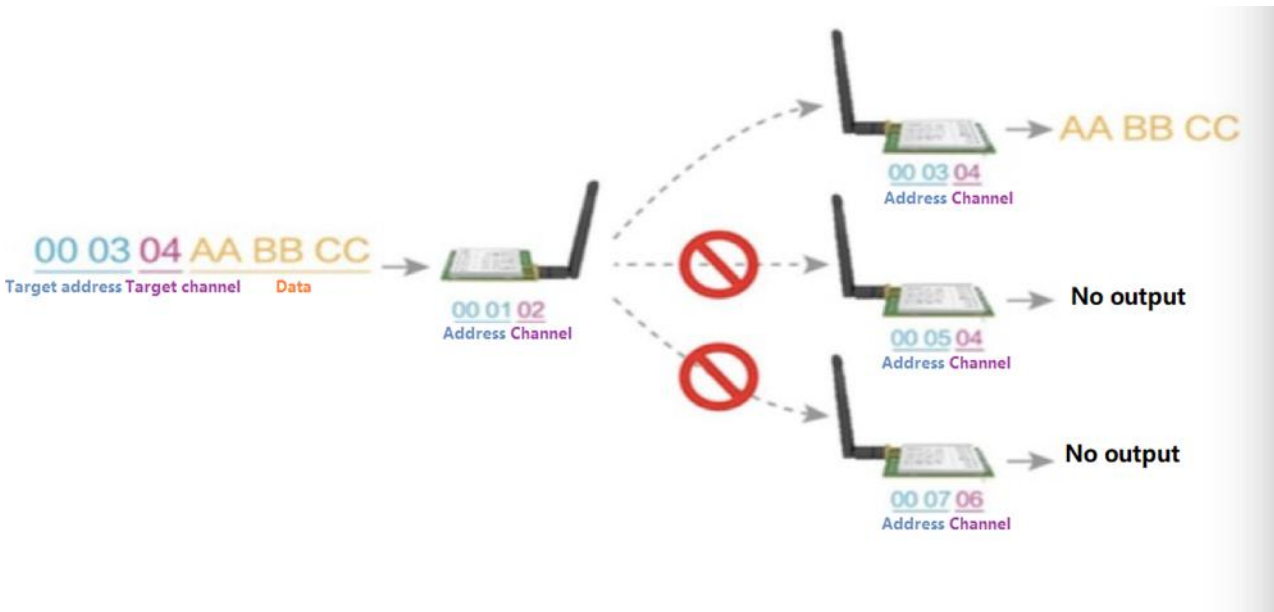 00 03 04 AA BB CC
Target address Target channel Data
00 01 02
Address Channel
AA BB CC
00 03 04
Address Channel
No output
00 05 04
Address Channel
No output
00 07 06
Address Channel